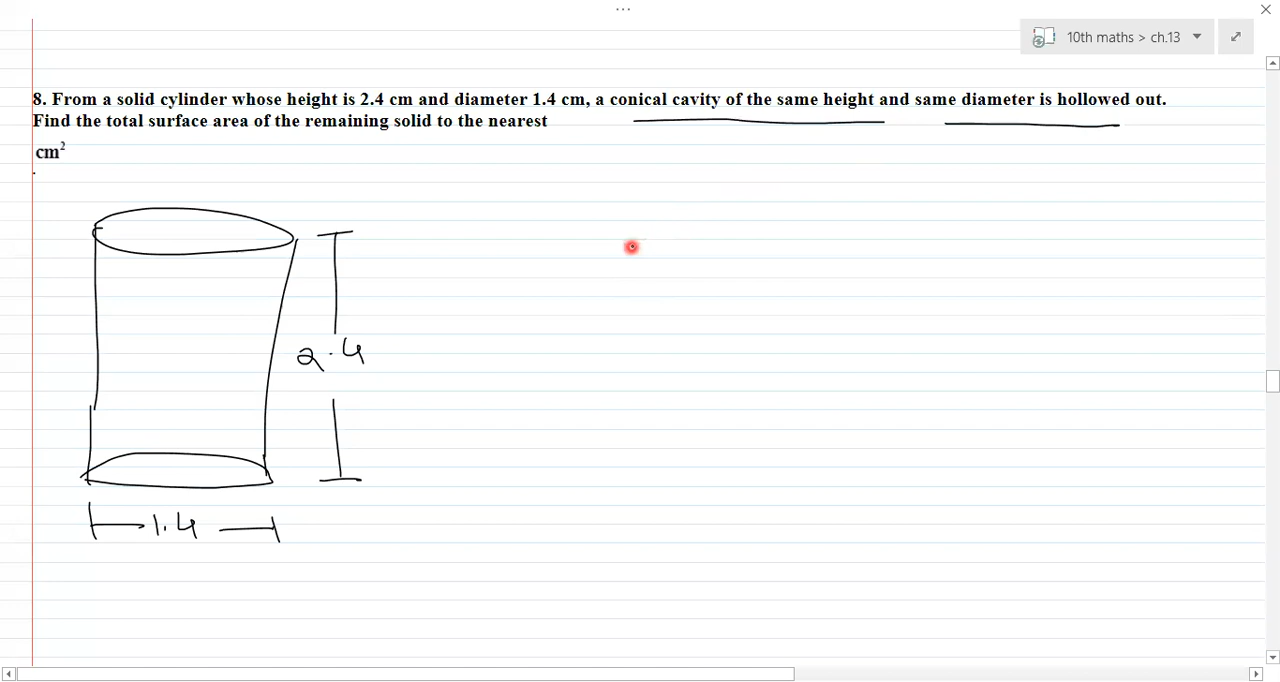 10th maths > ch.13
8. From a solid cylinder whose height is 2.4 cm and diameter 1.4 cm, a conical cavity of the same height and same diameter is hollowed out.
Find the total surface area of the remaining solid to the nearest
cm²
.
2.4
1.4